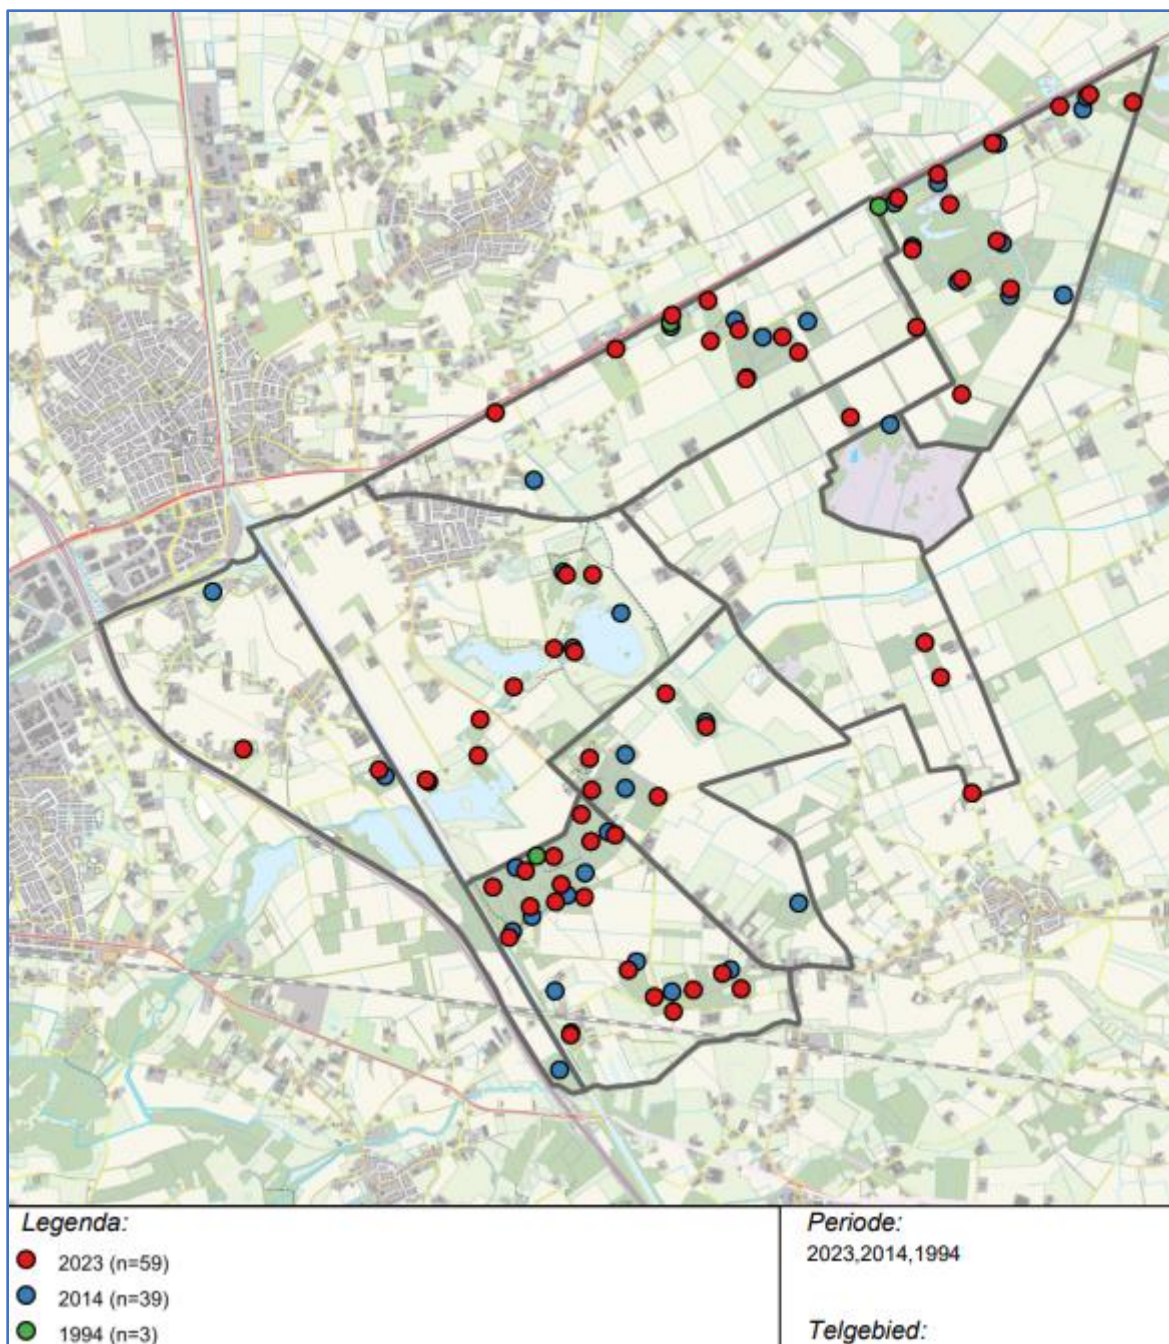 Legenda:
2023 (n=59)
2014 (n=39)
1994 (n=3)
Periode:
2023,2014,1994
Telgebied: